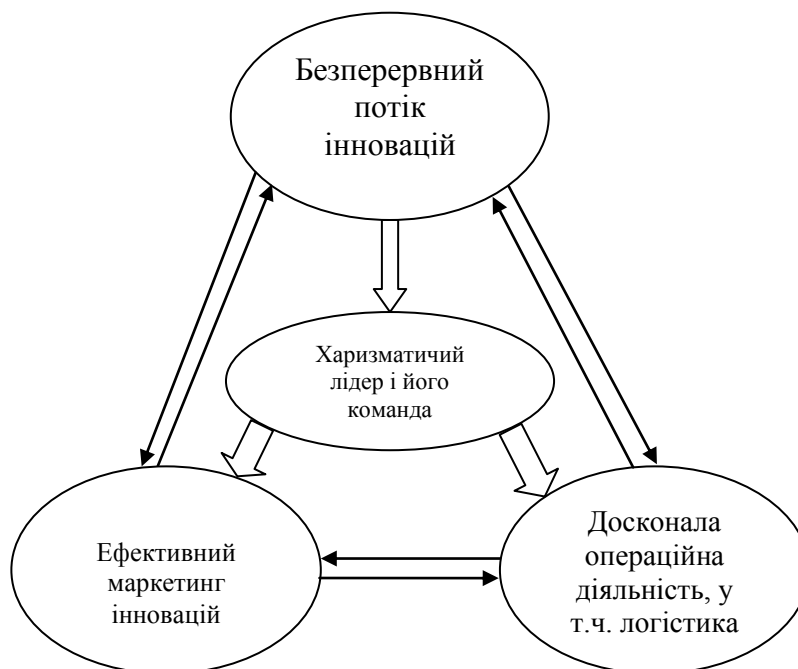 Безперервний
потік
інновацій
Харизматичий
лідер і його
команда
Ефективний
маркетинг
інновацій
Досконала
операційна
діяльність, у
т.ч. логістика